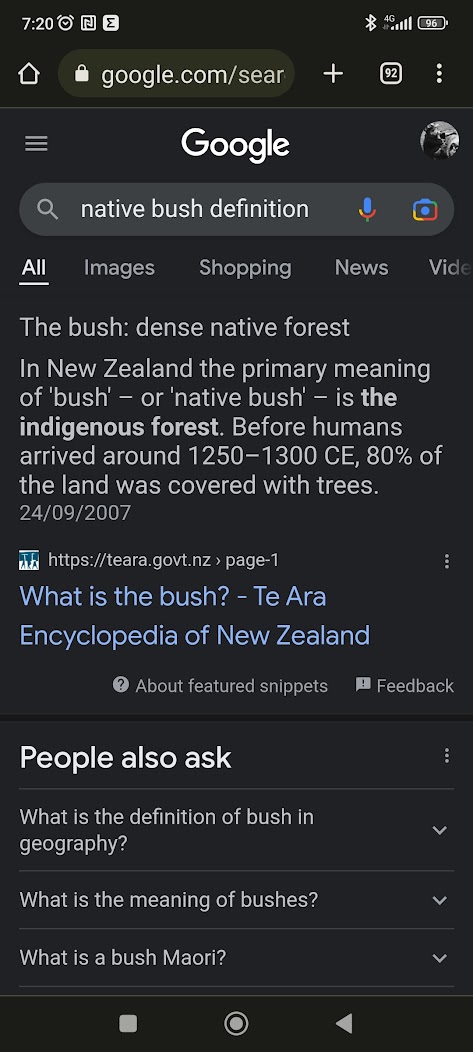 7:20
4G
96
google.com/sear
92
Google
native bush definition
All Images Shopping News Vide
The bush: dense native forest
In New Zealand the primary meaning
of 'bush' – or 'native bush' – is the
indigenous forest. Before humans
arrived around 1250–1300 CE, 80% of
the land was covered with trees.
24/09/2007
https://teara.govt.nz › page-1
What is the bush? - Te Ara
Encyclopedia of New Zealand
About featured snippets Feedback
People also ask
What is the definition of bush in
geography?
What is the meaning of bushes?
What is a bush Maori?